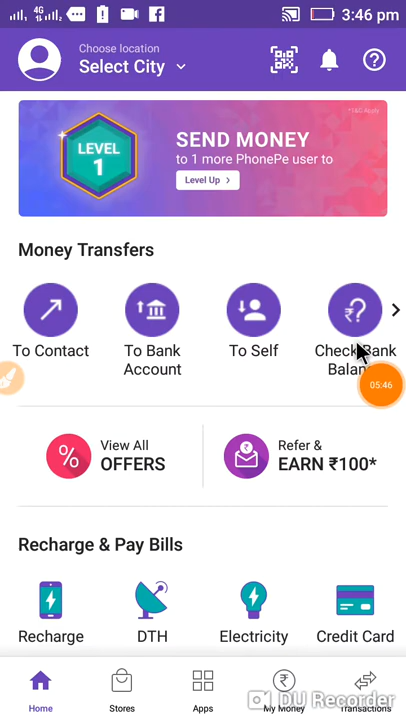 4G
3:46 pm
Choose location
Select City
*T&C Apply
LEVEL
1
SEND MONEY
to 1 more PhonePe user to
Level Up >
Money Transfers
To Contact
To Bank
Account
To Self
Check Bank
Balan
05:46
View All
OFFERS
Refer &
EARN ₹100*
Recharge & Pay Bills
Recharge
DTH
Electricity
Credit Card
Home
Stores
Apps
My Money
Transactions
DU Recorder